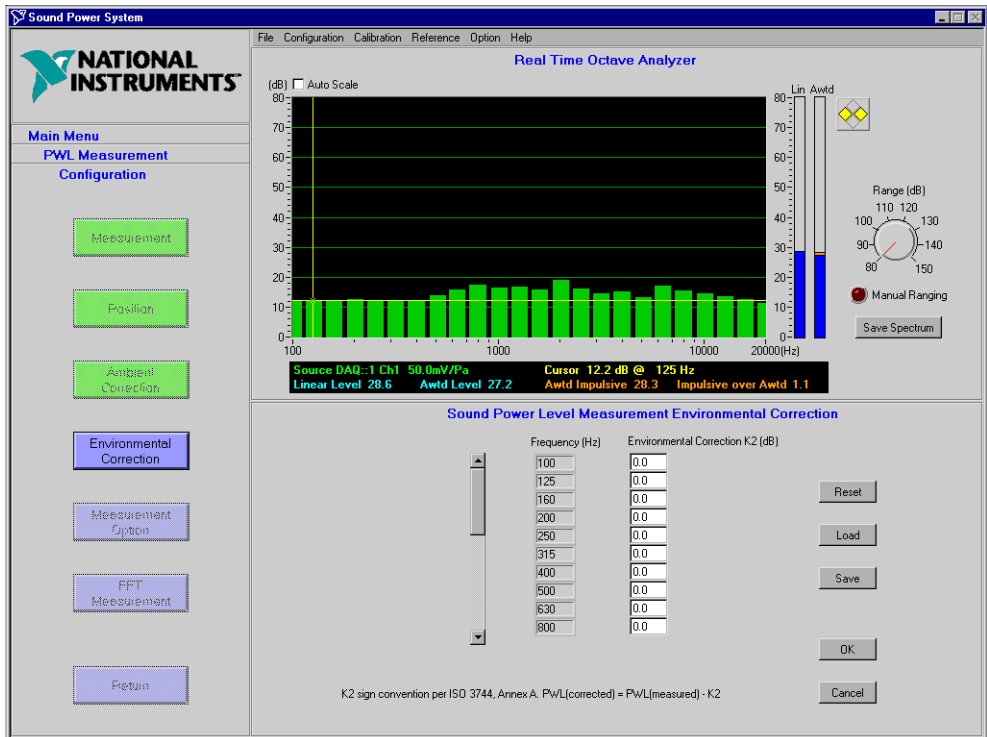 Sound Power System
NATIONAL
INSTRUMENTS
Main Menu
PWL Measurement
Configuration
Measurement
Position
Ambient
Correction
Environmental
Correction
Measurement
Option
FFT
Measurement
Return
File Configuration Calibration Reference Option Help
Real Time Octave Analyzer
(dB) Auto Scale
80-
70-
60-
50-
40-
30-
20-
10-
0-
100 1000 10000 20000(Hz)
Lin Awtd
80-
70-
60-
50-
40-
30-
20-
10-
0-
Range (dB)
110 120
100 130
90- -140
80 150
Manual Ranging
Save Spectrum
Source DAQ::1 Ch1 50.0mV/Pa Cursor 12.2 dB @ 125 Hz
Linear Level 28.6 Awtd Level 27.2 Awtd Impulsive 28.3 Impulsive over Awtd 1.1
Sound Power Level Measurement Environmental Correction
Frequency (Hz) Environmental Correction K2 (dB)
100 0.0
125 0.0
160 0.0
200 0.0
250 0.0
315 0.0
400 0.0
500 0.0
630 0.0
800 0.0
Reset
Load
Save
OK
Cancel
K2 sign convention per ISO 3744, Annex A. PWL(corrected) = PWL(measured) - K2